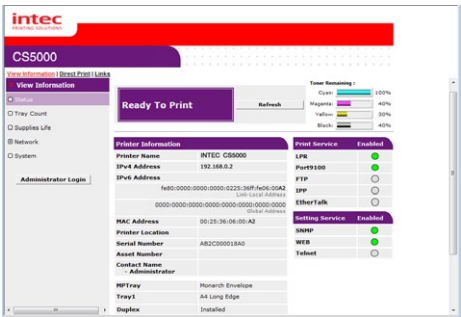 intec
PRINTING SOLUTIONS
CS5000
View Information | Direct Print | Links
View Information
Status
Tray Count
Supplies Life
Network
System
Administrator Login
Ready To Print
Refresh
Toner Remaining :
Cyan: 100%
Magenta: 40%
Yellow: 30%
Black: 40%
Printer Information
Printer Name INTEC CS5000
IPv4 Address 192.168.0.2
IPv6 Address
fe80:0000:0000:0000:0225:36ff:fe06:00A2
Link-Local Address
0000:0000:0000:0000:0000:0000:0000:0000
Global Address
MAC Address 00:25:36:06:00:A2
Printer Location
Serial Number AB2C000018A0
Asset Number
Contact Name
- Administrator
MPTray Monarch Envelope
Tray1 A4 Long Edge
Duplex Installed
Print Service Enabled
LPR
Port9100
FTP
IPP
EtherTalk
Setting Service Enabled
SNMP
WEB
Telnet